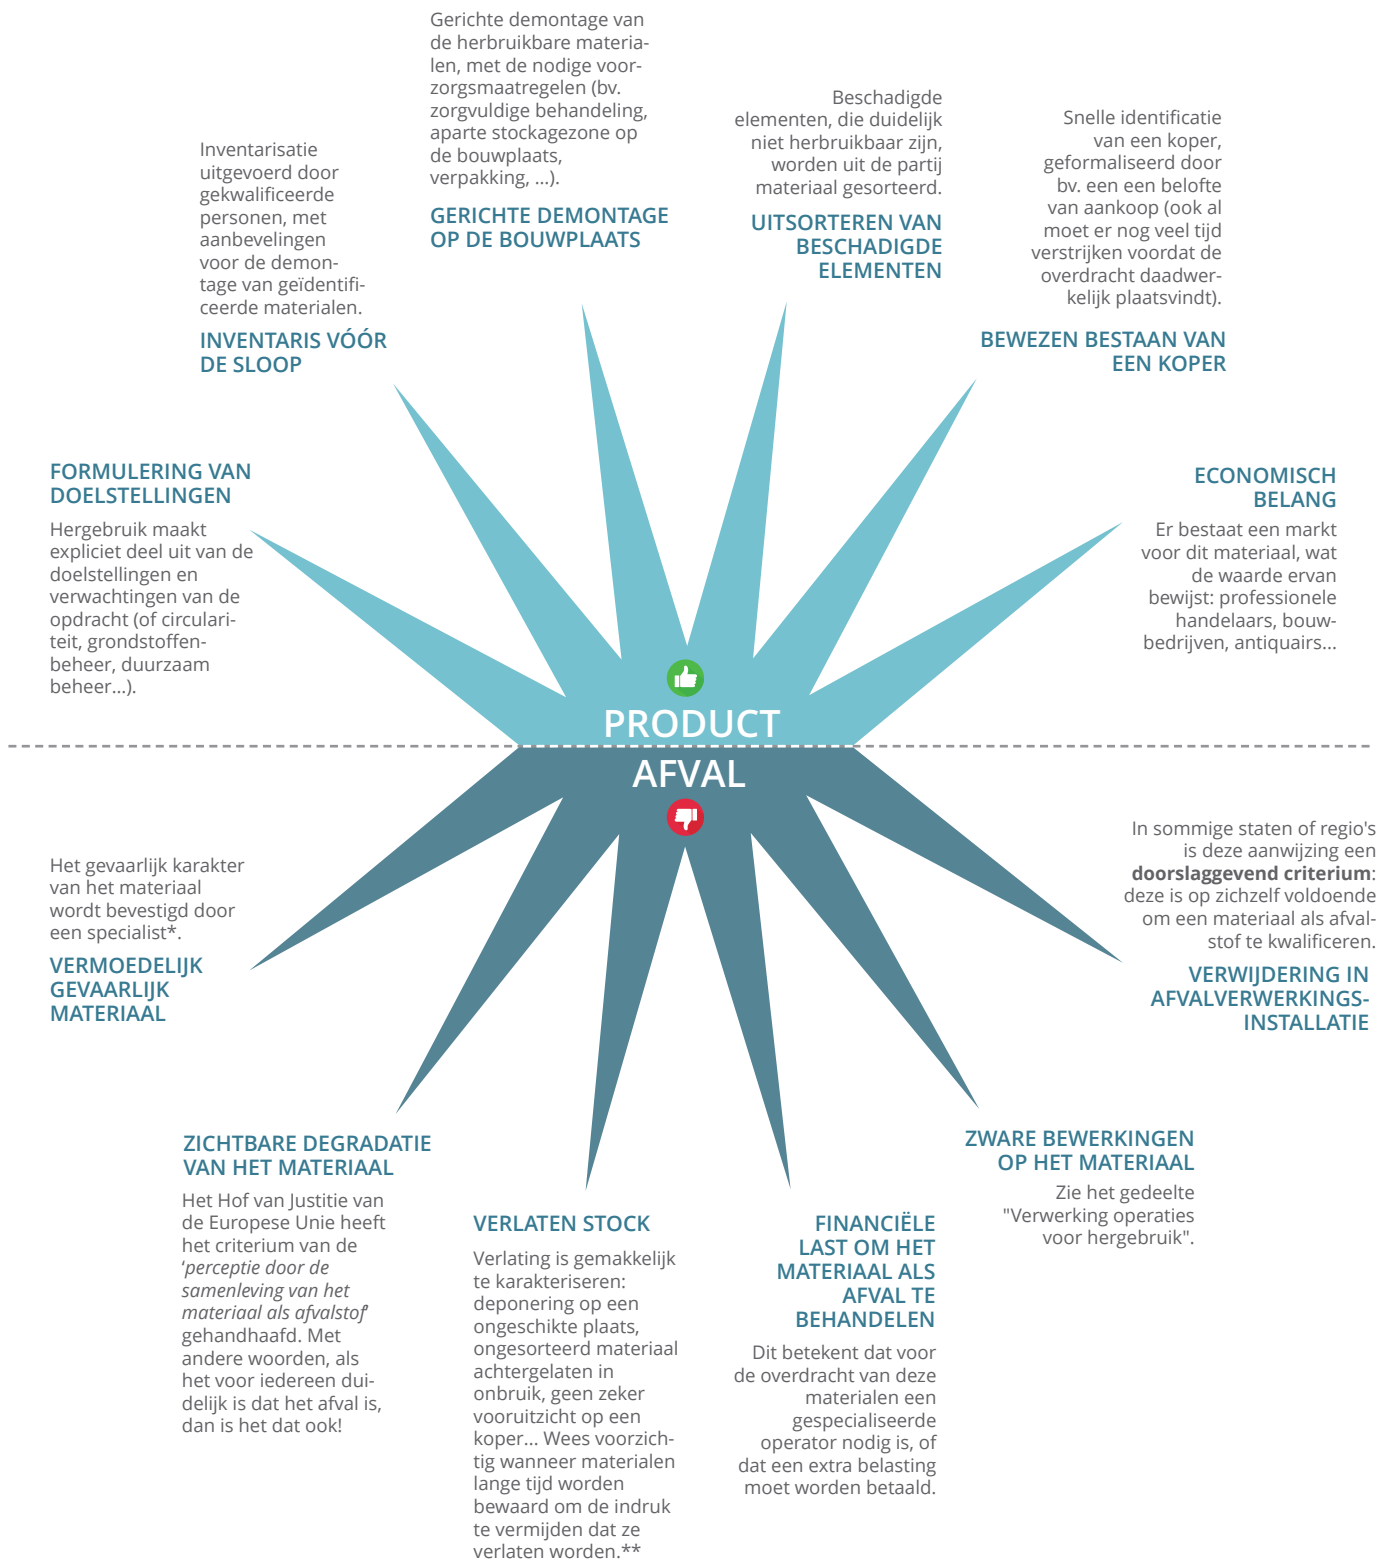 Gerichte demontage van
de herbruikbare materia-
len, met de nodige voor-
zorgsmaatregelen (bv.
zorgvuldige behandeling,
aparte stockagezone op
de bouwplaats,
verpakking, ...).
GERICHTE DEMONTAGE
OP DE BOUWPLAATS
Beschadigde
elementen, die duidelijk
niet herbruikbaar zijn,
worden uit de partij
materiaal gesorteerd.
UITSORTEREN VAN
BESCHADIGDE
ELEMENTEN
Snelle identificatie
van een koper,
geformaliseerd door
bv. een een belofte
van aankoop (ook al
moet er nog veel tijd
verstrijken voordat de
overdracht daadwer-
kelijk plaatsvindt).
BEWEZEN BESTAAN VAN
EEN KOPER
Inventarisatie
uitgevoerd door
gekwalificeerde
personen, met
aanbevelingen
voor de demon-
tage van geïdentifi-
ceerde materialen.
INVENTARIS VÓÓR
DE SLOOP
FORMULERING VAN
DOELSTELLINGEN
Hergebruik maakt
expliciet deel uit van de
doelstellingen en
verwachtingen van de
opdracht (of circulari-
teit, grondstoffen-
beheer, duurzaam
beheer...).
ECONOMISCH
BELANG
Er bestaat een markt
voor dit materiaal, wat
de waarde ervan
bewijst: professionele
handelaars, bouw-
bedrijven, antiquairs...
PRODUCT
AFVAL
Het gevaarlijk karakter
van het materiaal
wordt bevestigd door
een specialist*.
VERMOEDELIJK
GEVAARLIJK
MATERIAAL
In sommige staten of regio's
is deze aanwijzing een
doorslaggevend criterium:
deze is op zichzelf voldoende
om een materiaal als afval-
stof te kwalificeren.
VERWIJDERING IN
AFVALVERWERKINGS-
INSTALLATIE
ZICHTBARE DEGRADATIE
VAN HET MATERIAAL
Het Hof van Justitie van
de Europese Unie heeft
het criterium van de
'perceptie door de
samenleving van het
materiaal als afvalstof'
gehandhaafd. Met
andere woorden, als
het voor iedereen dui-
delijk is dat het afval is,
dan is het dat ook!
VERLATEN STOCK
Verlating is gemakkelijk
te karakteriseren:
deponering op een
ongeschikte plaats,
ongesorteerd materiaal
achtergelaten in
onbruik, geen zeker
vooruitzicht op een
koper... Wees voorzich-
tig wanneer materialen
lange tijd worden
bewaard om de indruk
te vermijden dat ze
verlaten worden.**
FINANCIËLE
LAST OM HET
MATERIAAL ALS
AFVAL TE
BEHANDELEN
Dit betekent dat voor
de overdracht van deze
materialen een
gespecialiseerde
operator nodig is, of
dat een extra belasting
moet worden betaald.
ZWARE BEWERKINGEN
OP HET MATERIAAL
Zie het gedeelte
"Verwerking operaties
voor hergebruik".